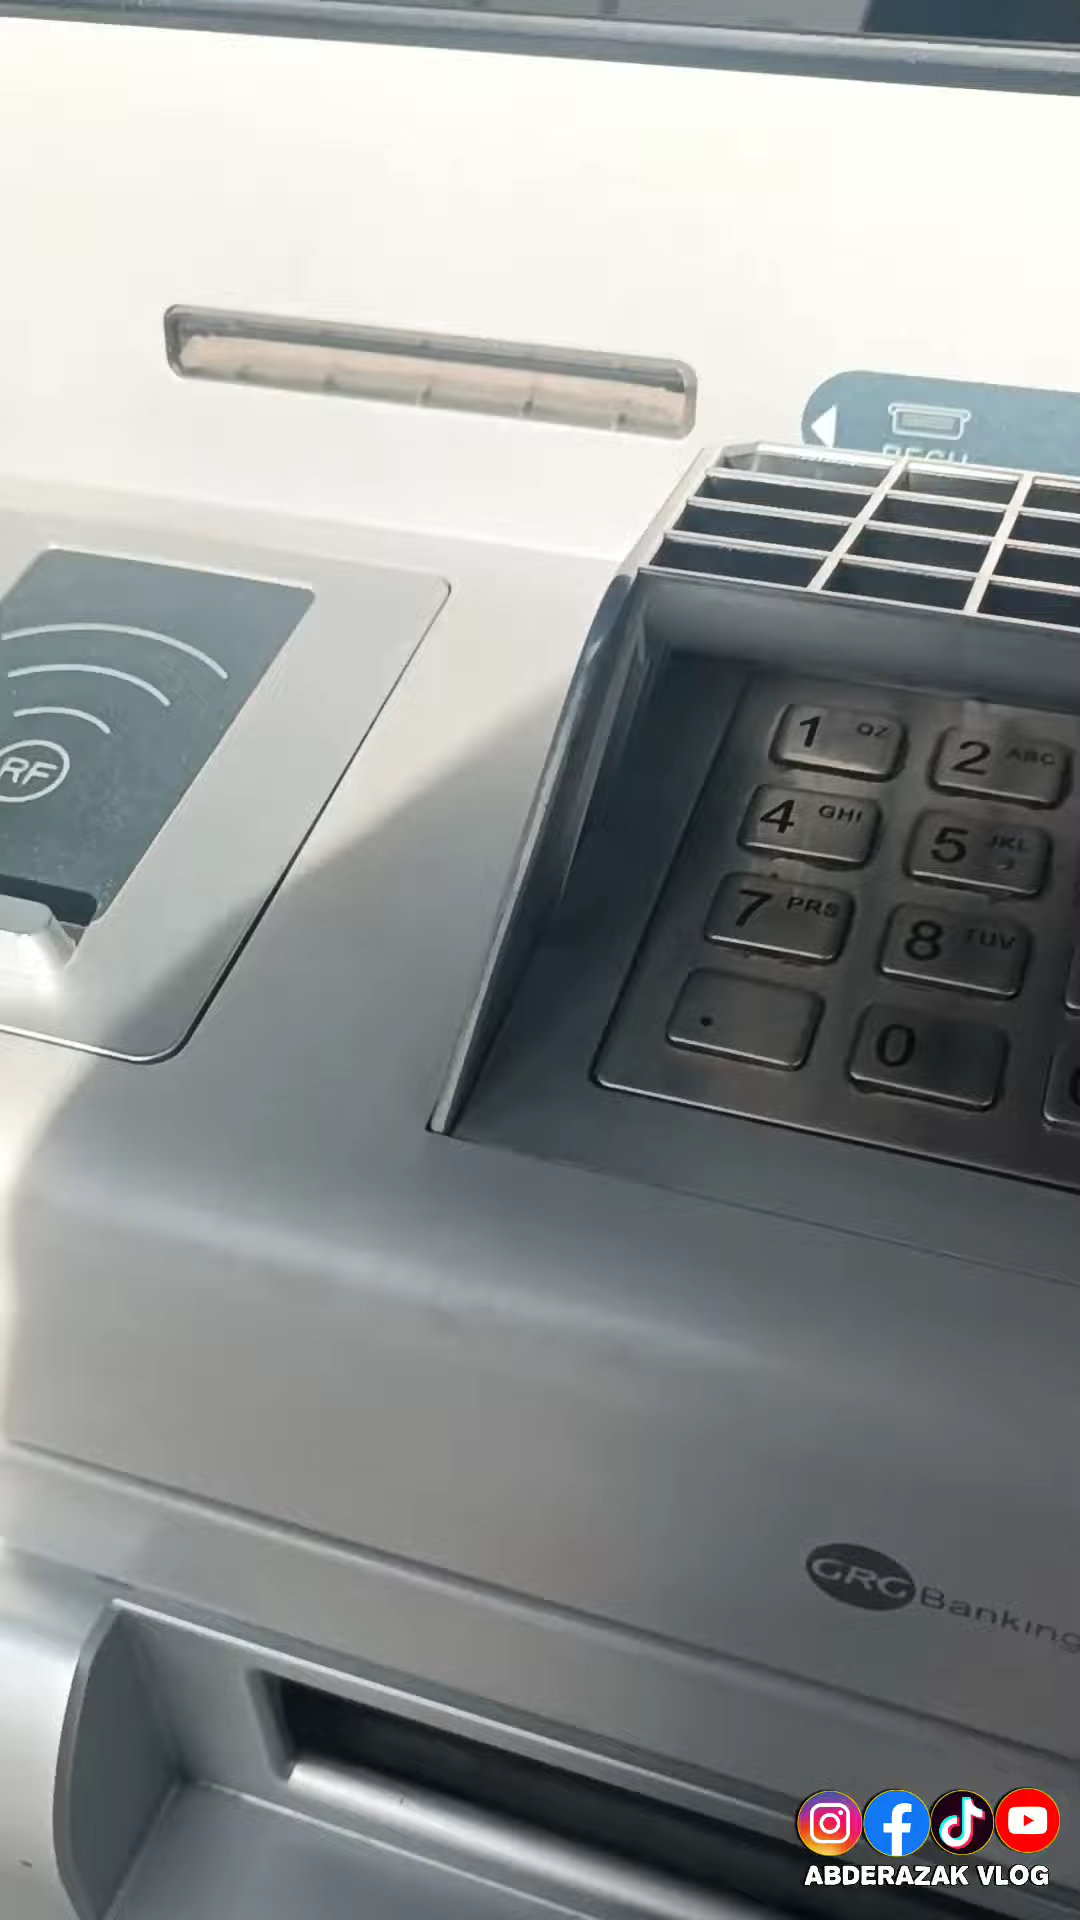 RF
1 QZ
2 ABC
4 GHI
5 JKL
7 PRS
8 TUV
.
0
GRG Banking
ABDERAZAK VLOG